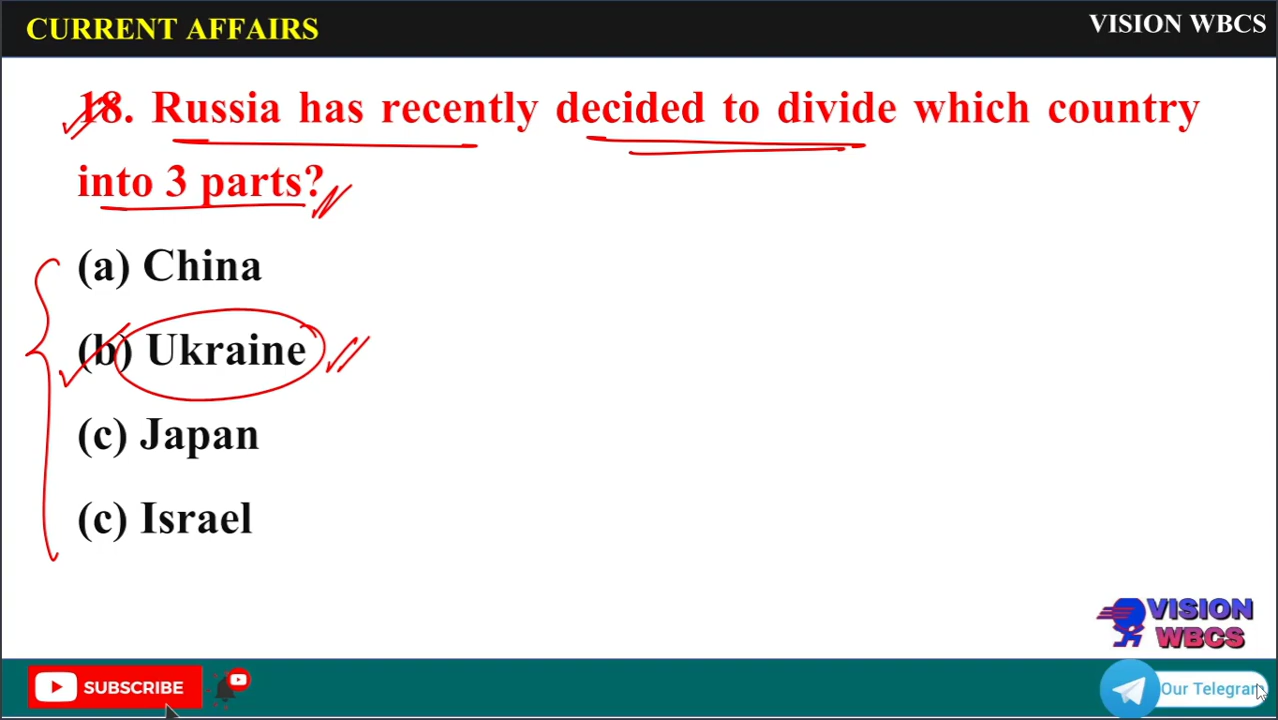 CURRENT AFFAIRS
VISION WBCS
18. Russia has recently decided to divide which country
into 3 parts?
(a) China
(b) Ukraine
(c) Japan
(c) Israel
VISION
WBCS
SUBSCRIBE
Our Telegram